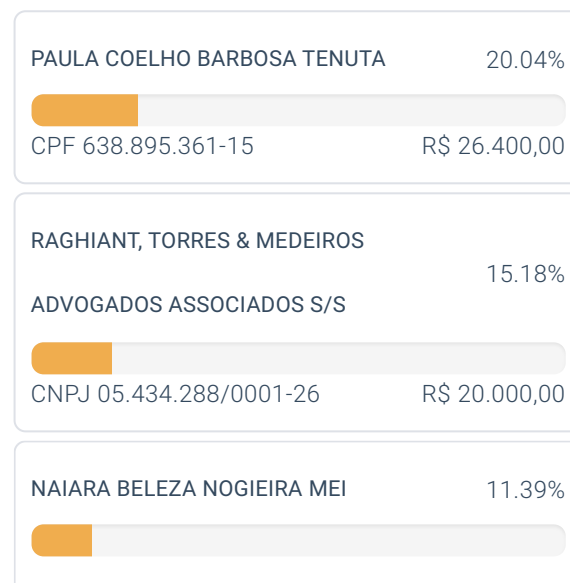 PAULA COELHO BARBOSA TENUTA 20.04%
CPF 638.895.361-15 R$ 26.400,00
RAGHIANT, TORRES & MEDEIROS
15.18%
ADVOGADOS ASSOCIADOS S/S
CNPJ 05.434.288/0001-26 R$ 20.000,00
NAIARA BELEZA NOGIEIRA MEI 11.39%